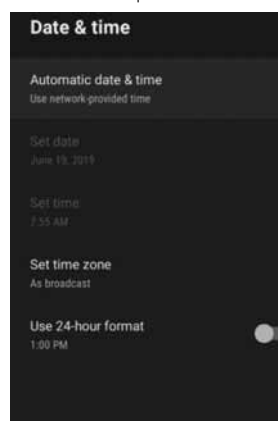 Date & time
Automatic date & time
Use network-provided time
Set date
June 19, 2019
Set time
7:55 AM
Set time zone
As broadcast
Use 24-hour format
1:00 PM